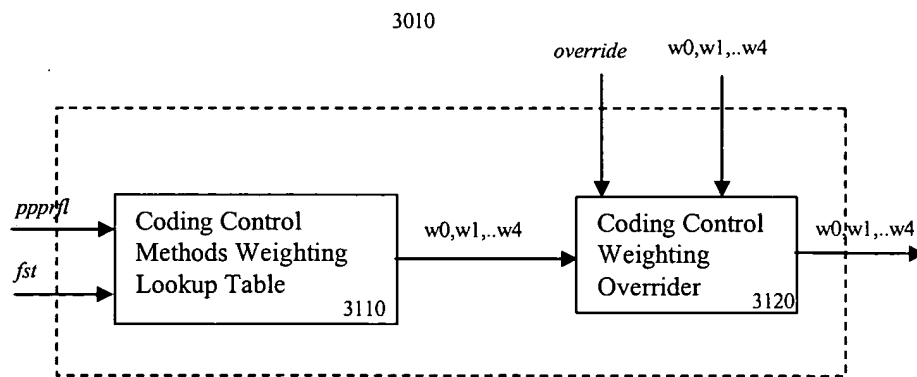 3010
override
w0,w1,..w4
ppprfl
fst
Coding Control
Methods Weighting
Lookup Table
3110
w0,w1,..w4
Coding Control
Weighting
Overrider
3120
w0,w1,..w4